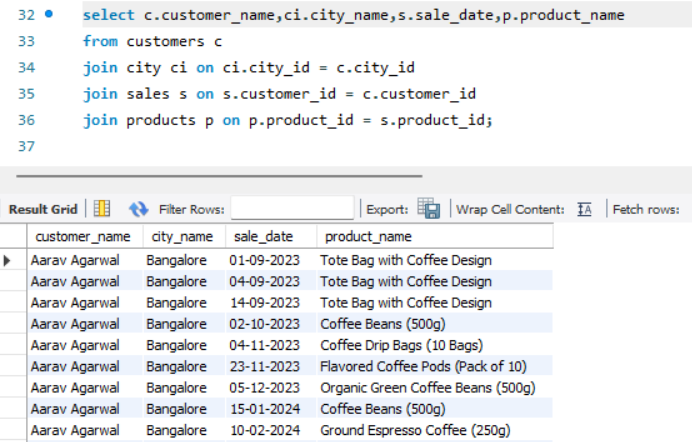 32 select c.customer_name,ci.city_name,s.sale_date,p.product_name
33 from customers c
34 join city ci on ci.city_id = c.city_id
35 join sales s on s.customer_id = c.customer_id
36 join products p on p.product_id = s.product_id;
37
Result Grid Filter Rows: Export: Wrap Cell Content: IA Fetch rows:
customer_name city_name sale_date product_name
Aarav Agarwal Bangalore 01-09-2023 Tote Bag with Coffee Design
Aarav Agarwal Bangalore 04-09-2023 Tote Bag with Coffee Design
Aarav Agarwal Bangalore 14-09-2023 Tote Bag with Coffee Design
Aarav Agarwal Bangalore 02-10-2023 Coffee Beans (500g)
Aarav Agarwal Bangalore 04-11-2023 Coffee Drip Bags (10 Bags)
Aarav Agarwal Bangalore 23-11-2023 Flavored Coffee Pods (Pack of 10)
Aarav Agarwal Bangalore 05-12-2023 Organic Green Coffee Beans (500g)
Aarav Agarwal Bangalore 15-01-2024 Coffee Beans (500g)
Aarav Agarwal Bangalore 10-02-2024 Ground Espresso Coffee (250g)